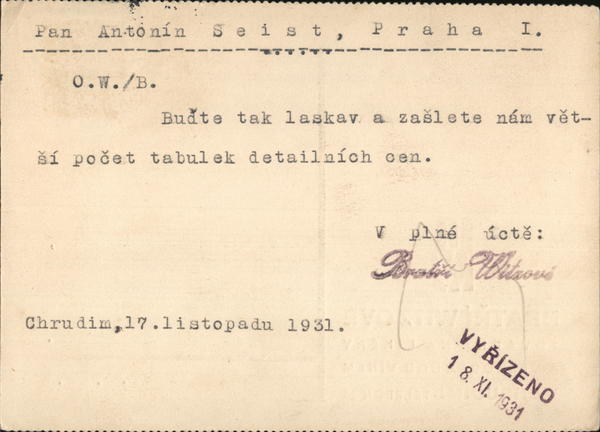 Pan Antonín Seist, Praha I.
O.W./B.
Buďte tak laskav a zašlete nám vět-
ší počet tabulek detailních cen.
V plné úctě:
Bratři Witzové
Chrudim,17.listopadu 1931.
VYŘÍZENO
18. XI. 1931